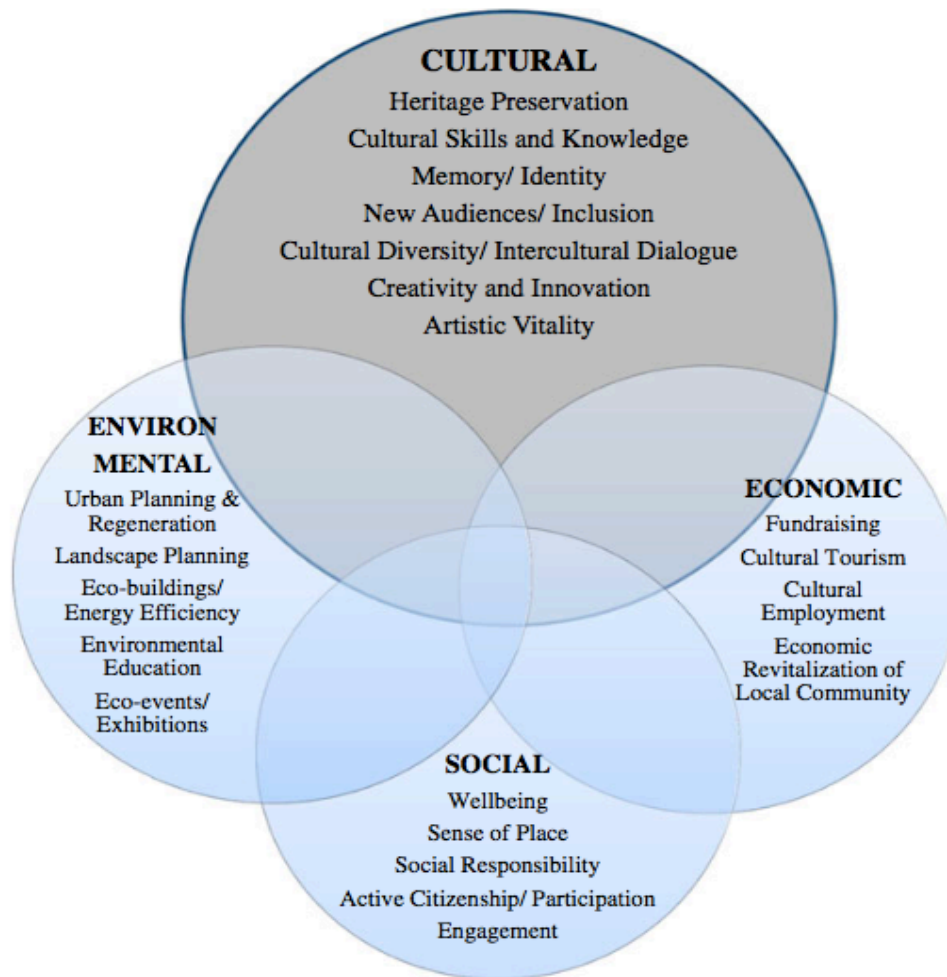 CULTURAL
Heritage Preservation
Cultural Skills and Knowledge
Memory/ Identity
New Audiences/ Inclusion
Cultural Diversity/ Intercultural Dialogue
Creativity and Innovation
Artistic Vitality
ENVIRON
MENTAL
Urban Planning &
Regeneration
Landscape Planning
Eco-buildings/
Energy Efficiency
Environmental
Education
Eco-events/
Exhibitions
ECONOMIC
Fundraising
Cultural Tourism
Cultural
Employment
Economic
Revitalization of
Local Community
SOCIAL
Wellbeing
Sense of Place
Social Responsibility
Active Citizenship/ Participation
Engagement